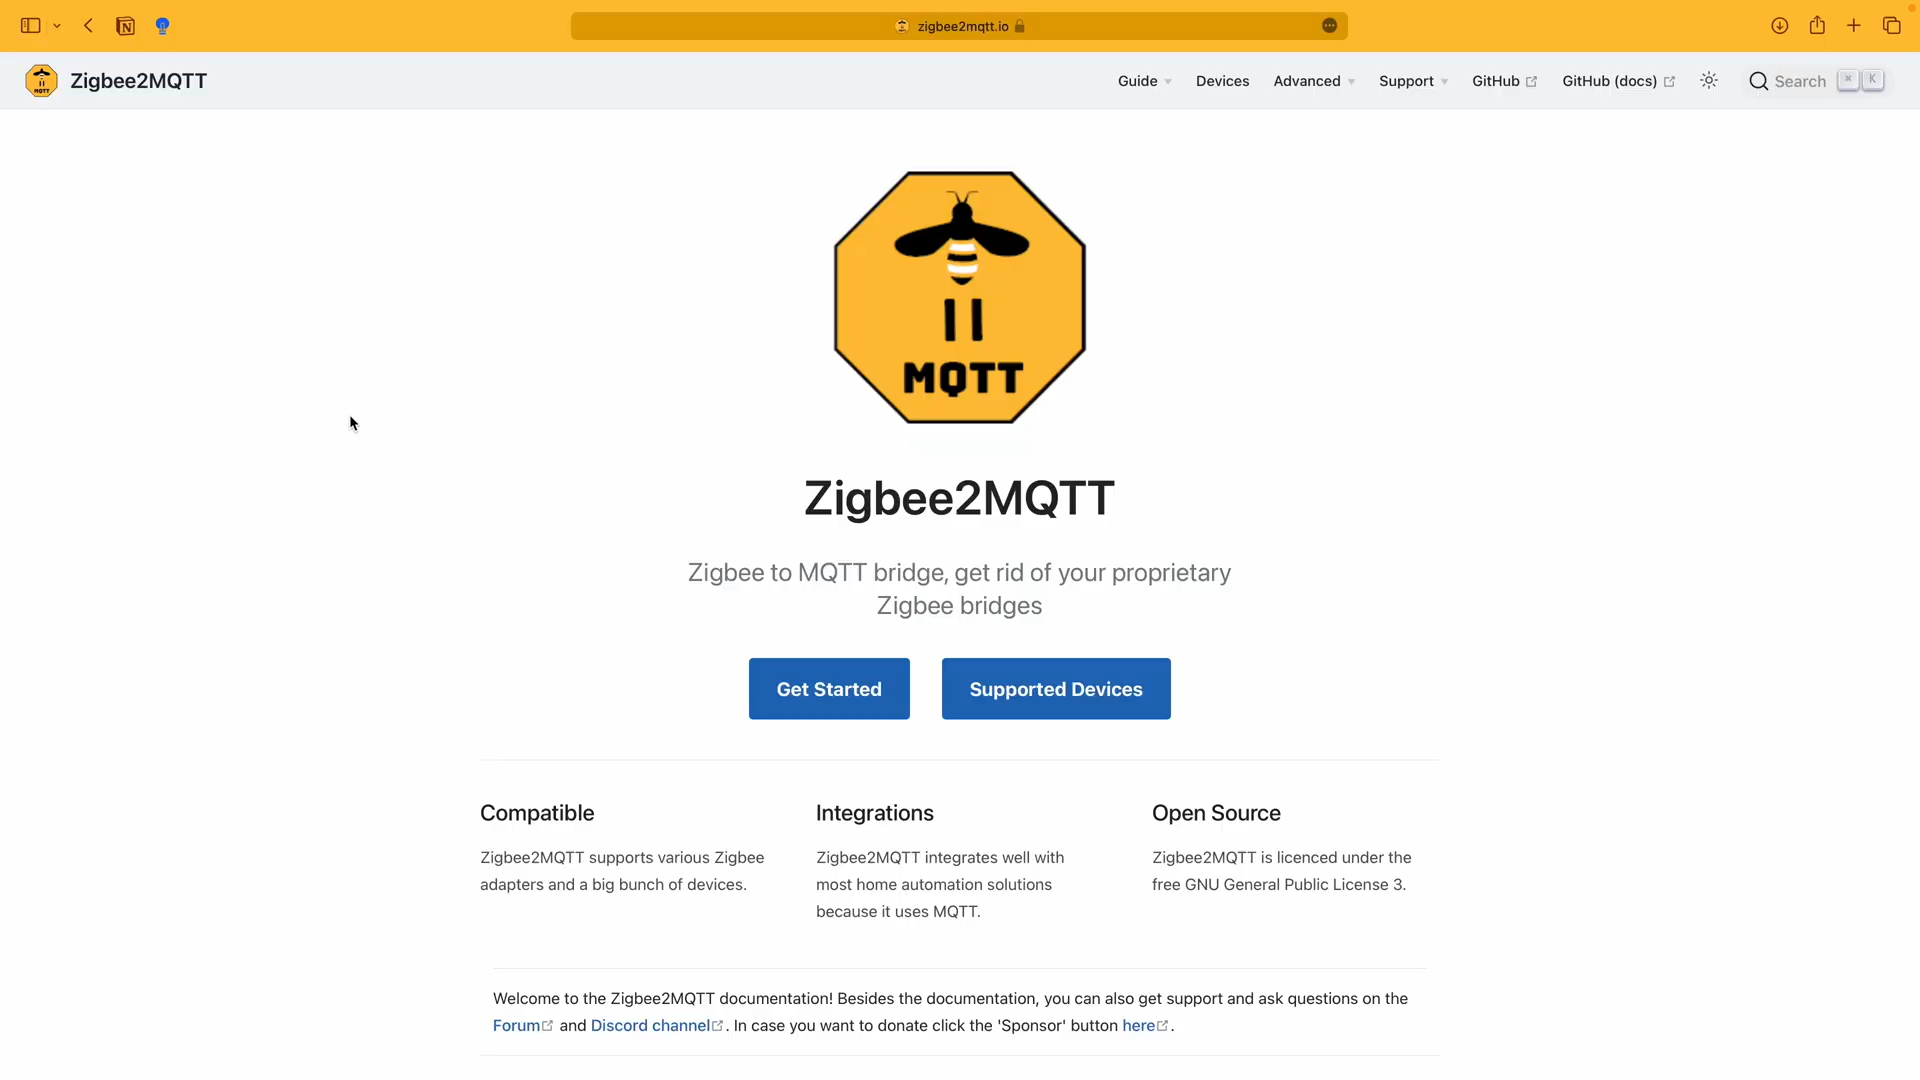 zigbee2mqtt.io
Zigbee2MQTT
Guide
Devices
Advanced
Support
GitHub
GitHub (docs)
Search
⌘ K
MQTT
Zigbee2MQTT
Zigbee to MQTT bridge, get rid of your proprietary
Zigbee bridges
Get Started
Supported Devices
Compatible
Zigbee2MQTT supports various Zigbee
adapters and a big bunch of devices.
Integrations
Zigbee2MQTT integrates well with
most home automation solutions
because it uses MQTT.
Open Source
Zigbee2MQTT is licenced under the
free GNU General Public License 3.
Welcome to the Zigbee2MQTT documentation! Besides the documentation, you can also get support and ask questions on the
Forum and Discord channel. In case you want to donate click the 'Sponsor' button here.